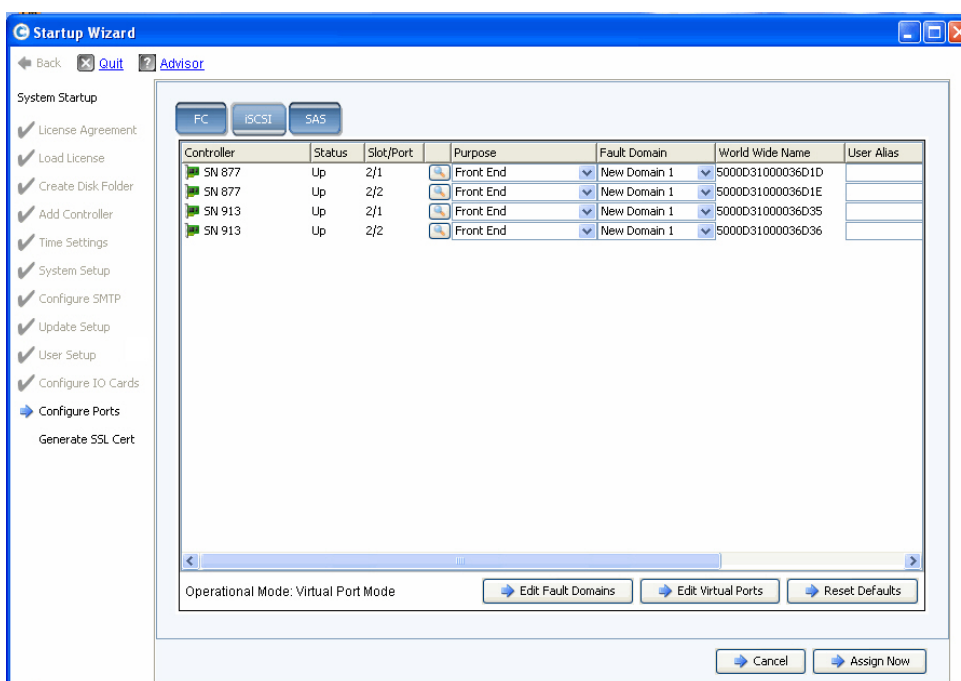 Startup Wizard
Back Quit ? Advisor
System Startup
License Agreement
Load License
Create Disk Folder
Add Controller
Time Settings
System Setup
Configure SMTP
Update Setup
User Setup
Configure IO Cards
Configure Ports
Generate SSL Cert
FC iSCSI SAS
Controller Status Slot/Port Purpose Fault Domain World Wide Name User Alias
SN 877 Up 2/1 Front End New Domain 1 5000D31000036D1D
SN 877 Up 2/2 Front End New Domain 1 5000D31000036D1E
SN 913 Up 2/1 Front End New Domain 1 5000D31000036D35
SN 913 Up 2/2 Front End New Domain 1 5000D31000036D36
Operational Mode: Virtual Port Mode Edit Fault Domains Edit Virtual Ports Reset Defaults
Cancel Assign Now